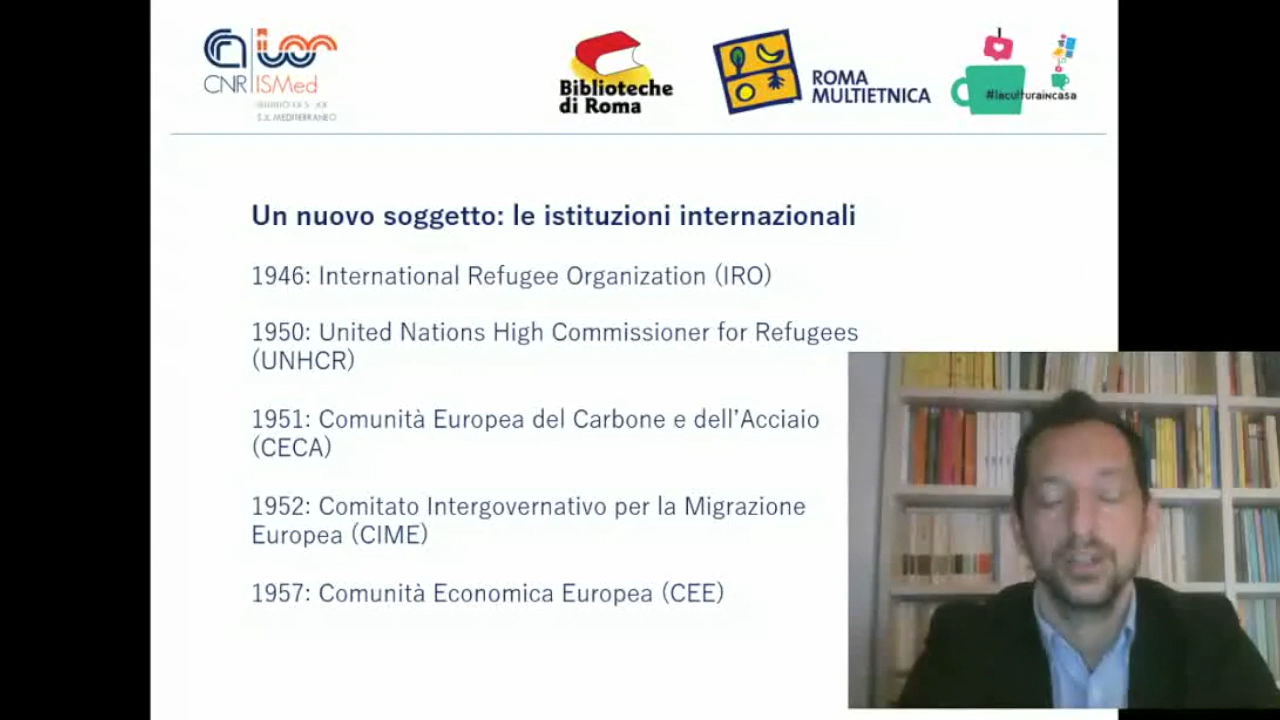 CNR ISMed
SUL MEDITERRANEO
Biblioteche
di Roma
ROMA
MULTIETNICA
#laculturaINCASA
Un nuovo soggetto: le istituzioni internazionali
1946: International Refugee Organization (IRO)
1950: United Nations High Commissioner for Refugees
(UNHCR)
1951: Comunità Europea del Carbone e dell’Acciaio
(CECA)
1952: Comitato Intergovernativo per la Migrazione
Europea (CIME)
1957: Comunità Economica Europea (CEE)